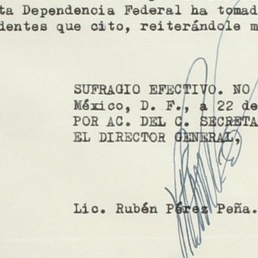 ta Dependencia Federal ha tomad
dentes que cito, reiterándole m
SUFRAGIO EFECTIVO. NO
México, D. F., a 22 de
POR AC. DEL C. SECRETA
EL DIRECTOR GENERAL,
Lic. Rubén Pérez Peña.